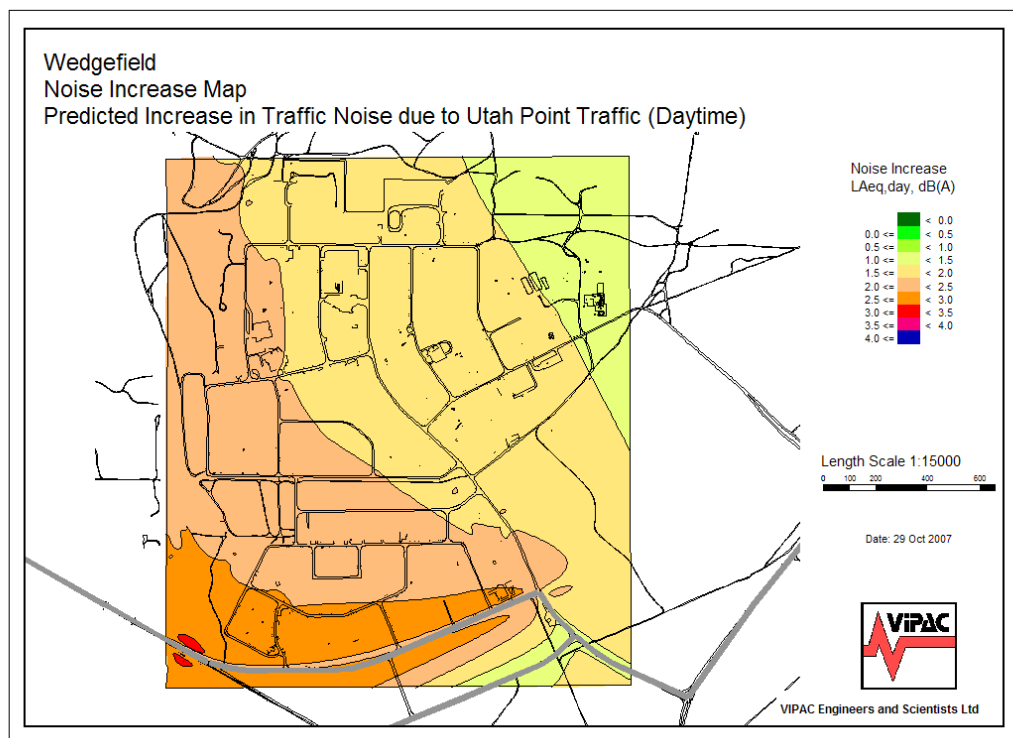 Wedgefield
Noise Increase Map
Predicted Increase in Traffic Noise due to Utah Point Traffic (Daytime)
Noise Increase
LAeq,day, dB(A)
< 0.0
0.0 <= < 0.5
0.5 <= < 1.0
1.0 <= < 1.5
1.5 <= < 2.0
2.0 <= < 2.5
2.5 <= < 3.0
3.0 <= < 3.5
3.5 <= < 4.0
4.0 <=
Length Scale 1:15000
0 100 200 400 600
Date: 29 Oct 2007
ViPAC
VIPAC Engineers and Scientists Ltd